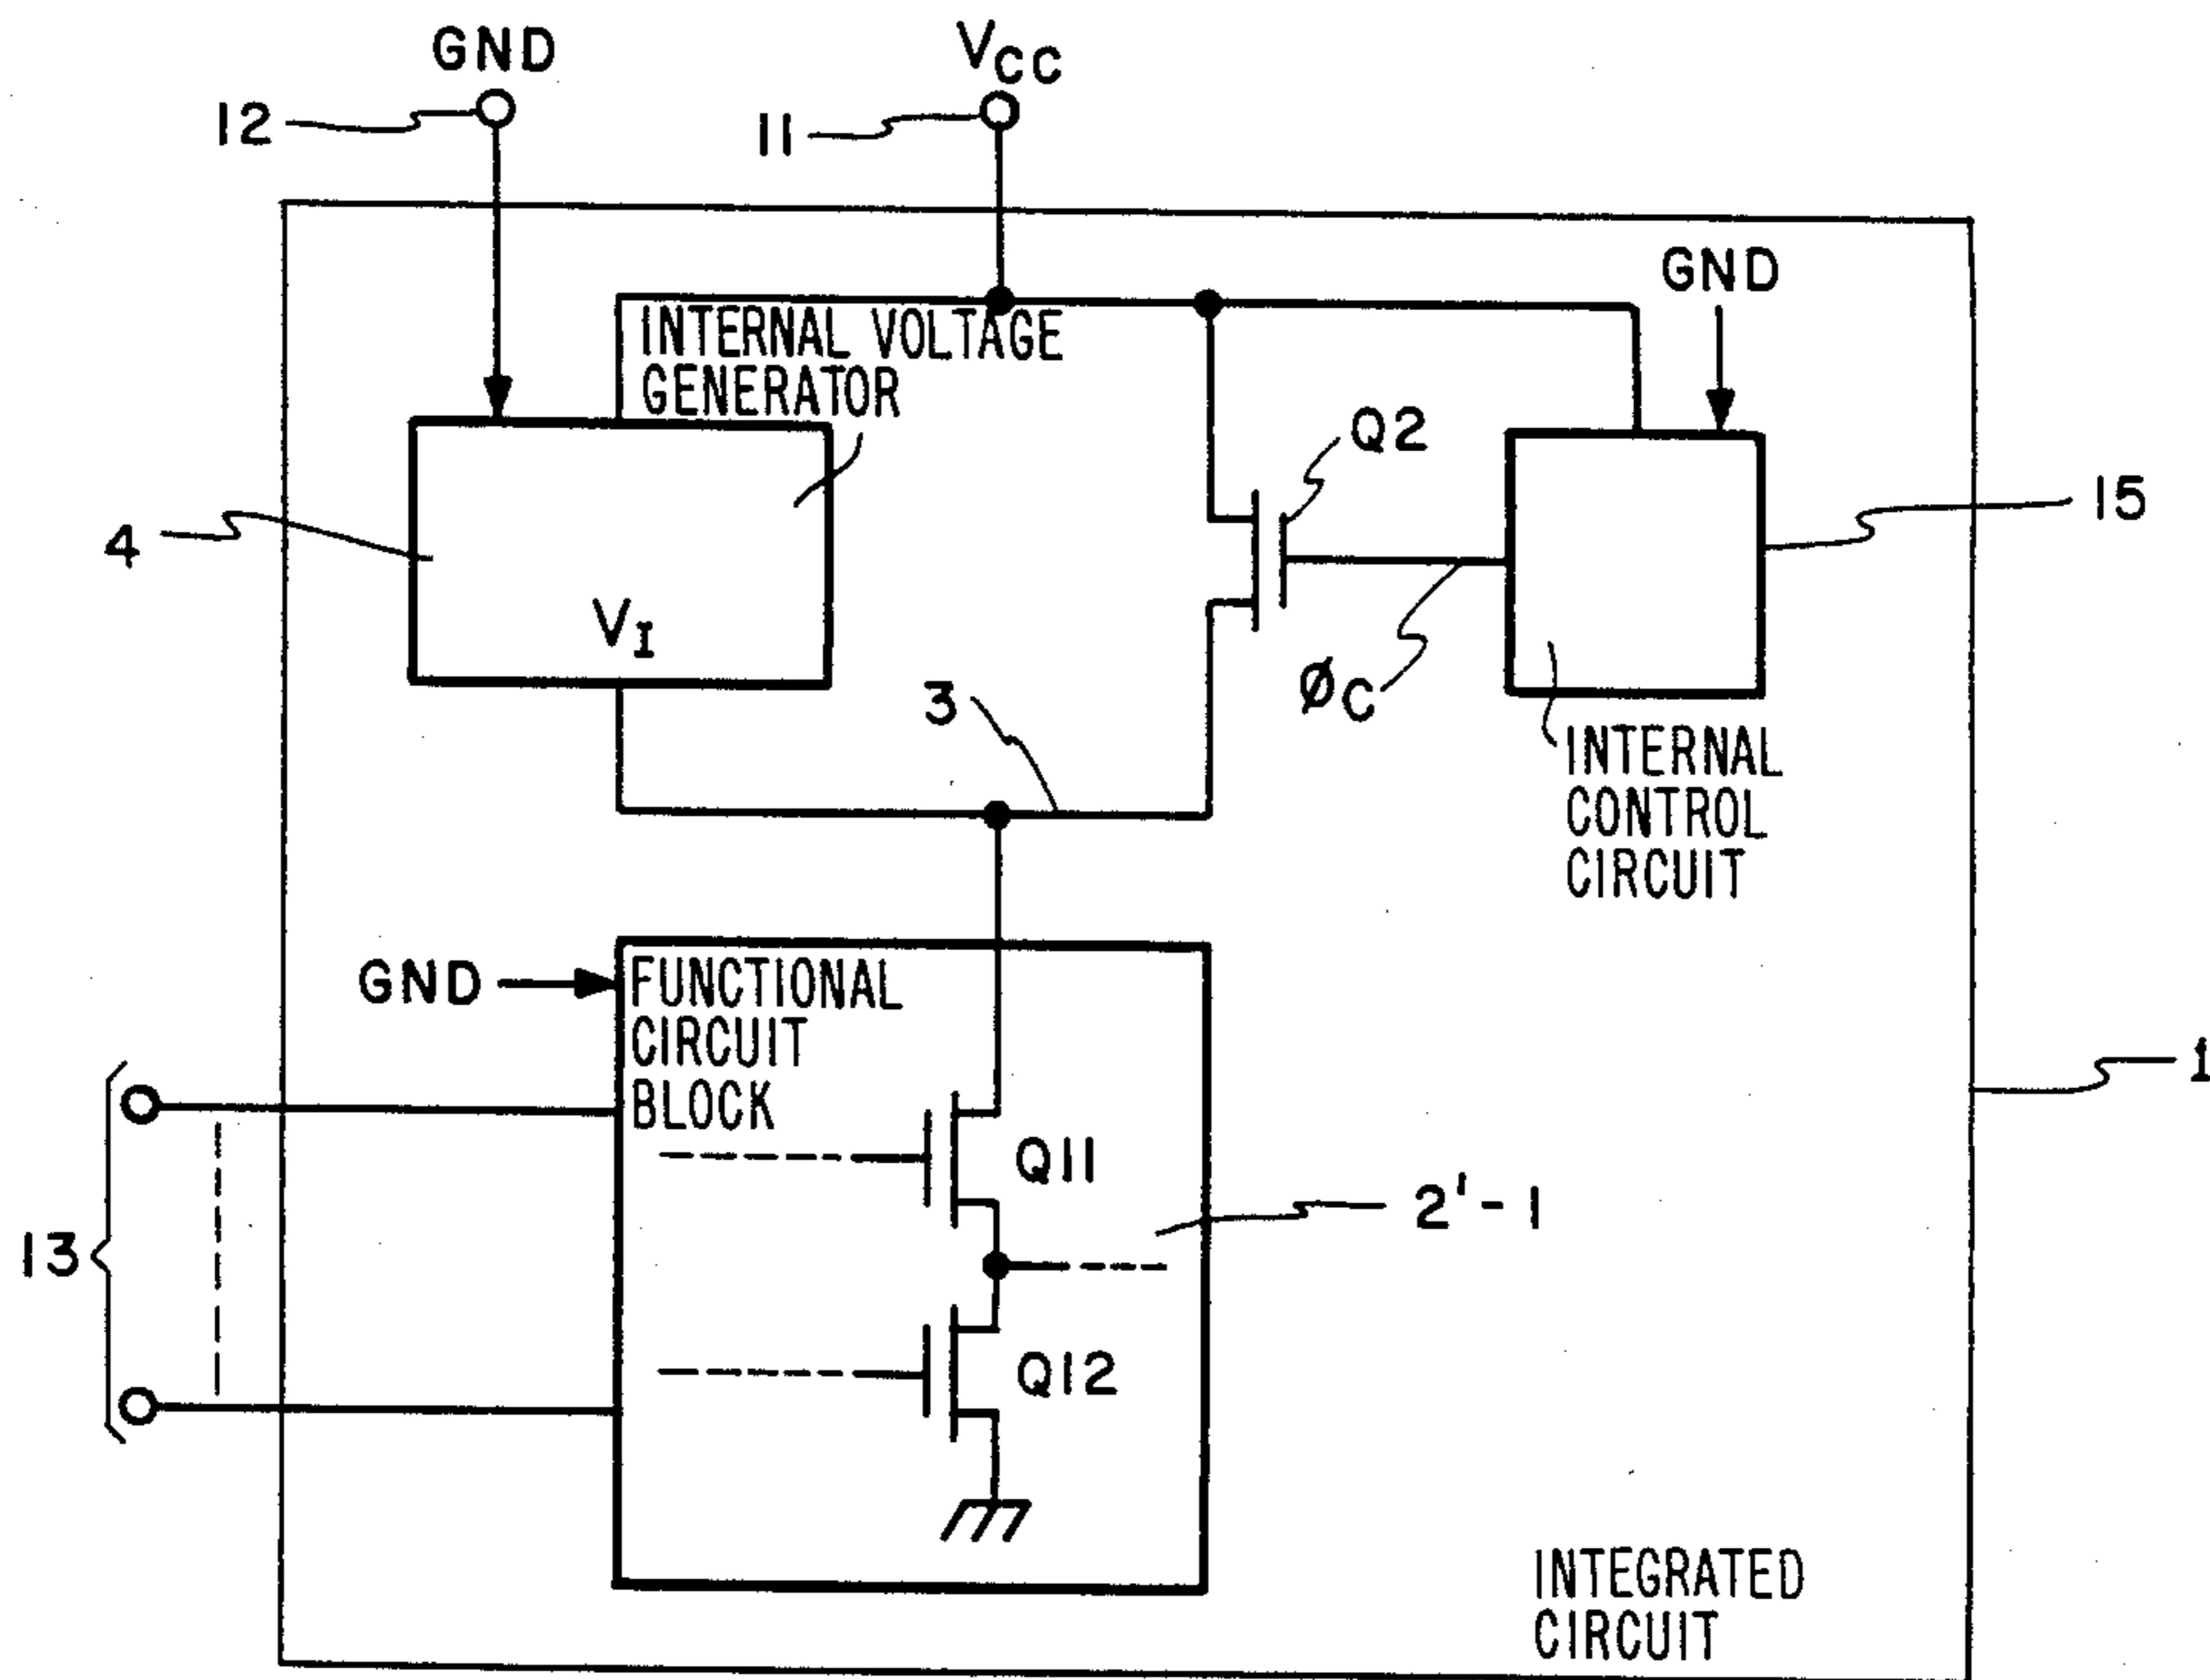 GND
VCC
12
11
GND
INTERNAL VOLTAGE
GENERATOR
Q2
15
4
VI
3
ØC
INTERNAL
CONTROL
CIRCUIT
GND
FUNCTIONAL
CIRCUIT
BLOCK
1
Q11
2'-1
13
Q12
INTEGRATED
CIRCUIT